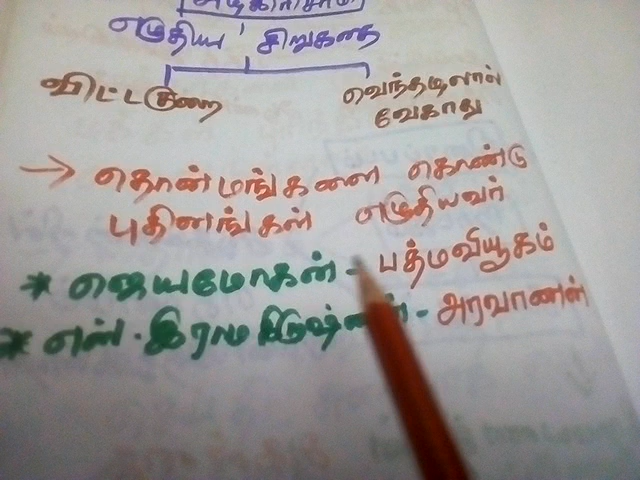 எழுதிய சிறுகதை
விட்டகுறை வெந்தழலால்
வேகாது
→ தொன்மங்களை கொண்டு
புதினங்கள் எழுதியவர்
* ஜெயமோகன் - பத்மவியூகம்
* எஸ். இராமகிருஷ்ணன் - அரவாணன்